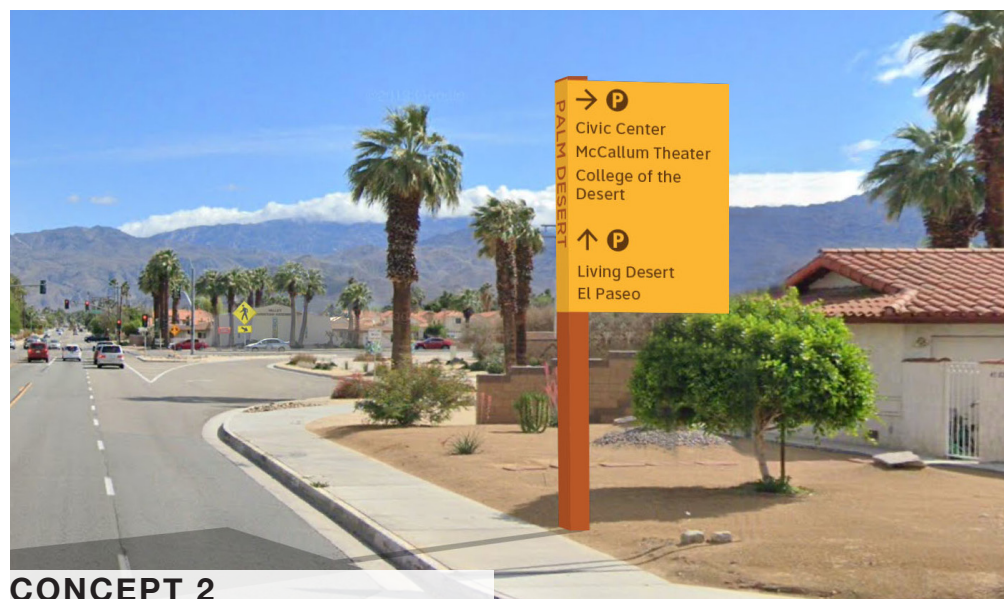 PALM DESERT
→ P
Civic Center
McCallum Theater
College of the
Desert
↑ P
Living Desert
El Paseo
CONCEPT 2